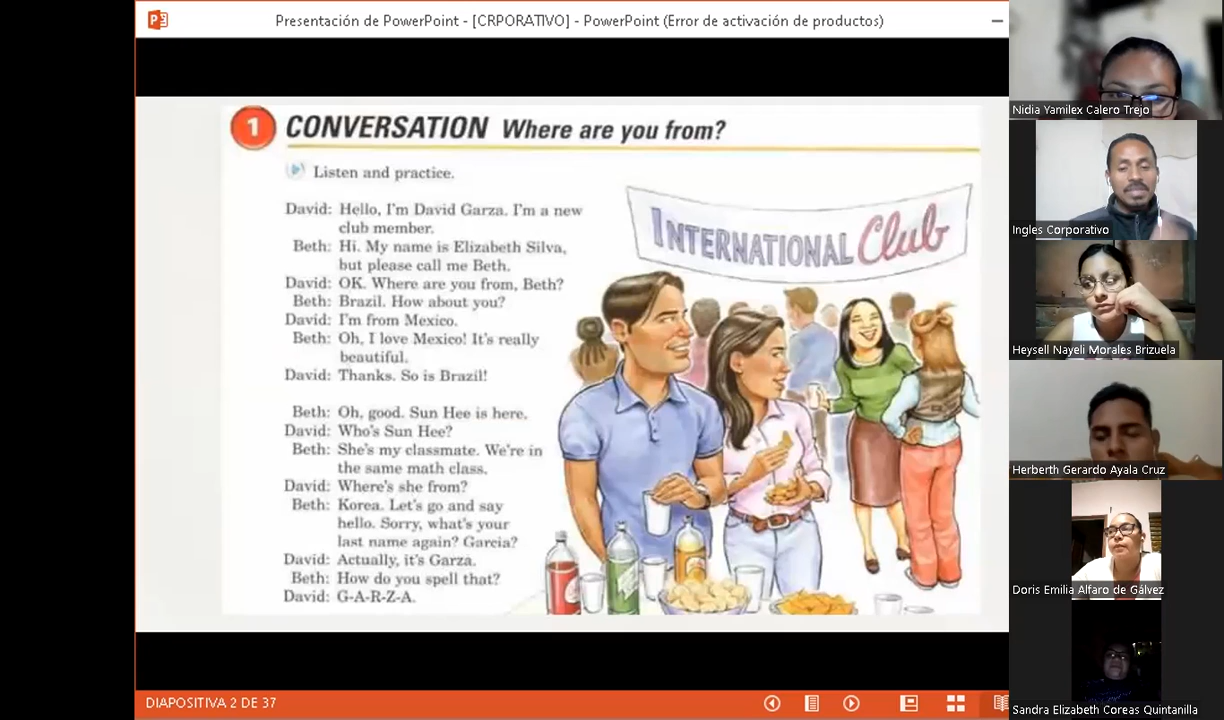 Presentación de PowerPoint - [CRPORATIVO] - PowerPoint (Error de activación de productos)
1 CONVERSATION Where are you from?
Listen and practice.
David: Hello, I'm David Garza. I'm a new
club member.
Beth: Hi. My name is Elizabeth Silva,
but please call me Beth.
David: OK. Where are you from, Beth?
Beth: Brazil. How about you?
David: I'm from Mexico.
Beth: Oh, I love Mexico! It's really
beautiful.
David: Thanks. So is Brazil!
Beth: Oh, good. Sun Hee is here.
David: Who's Sun Hee?
Beth: She's my classmate. We're in
the same math class.
David: Where's she from?
Beth: Korea. Let's go and say
hello. Sorry, what's your
last name again? Garcia?
David: Actually, it's Garza.
Beth: How do you spell that?
David: G-A-R-Z-A.
INTERNATIONAL Club
DIAPOSITIVA 2 DE 37
Nidia Yamilex Calero Trejo
Ingles Corporativo
Heysell Nayeli Morales Brizuela
Herberth Gerardo Ayala Cruz
Doris Emilia Alfaro de Gálvez
Sandra Elizabeth Coreas Quintanilla